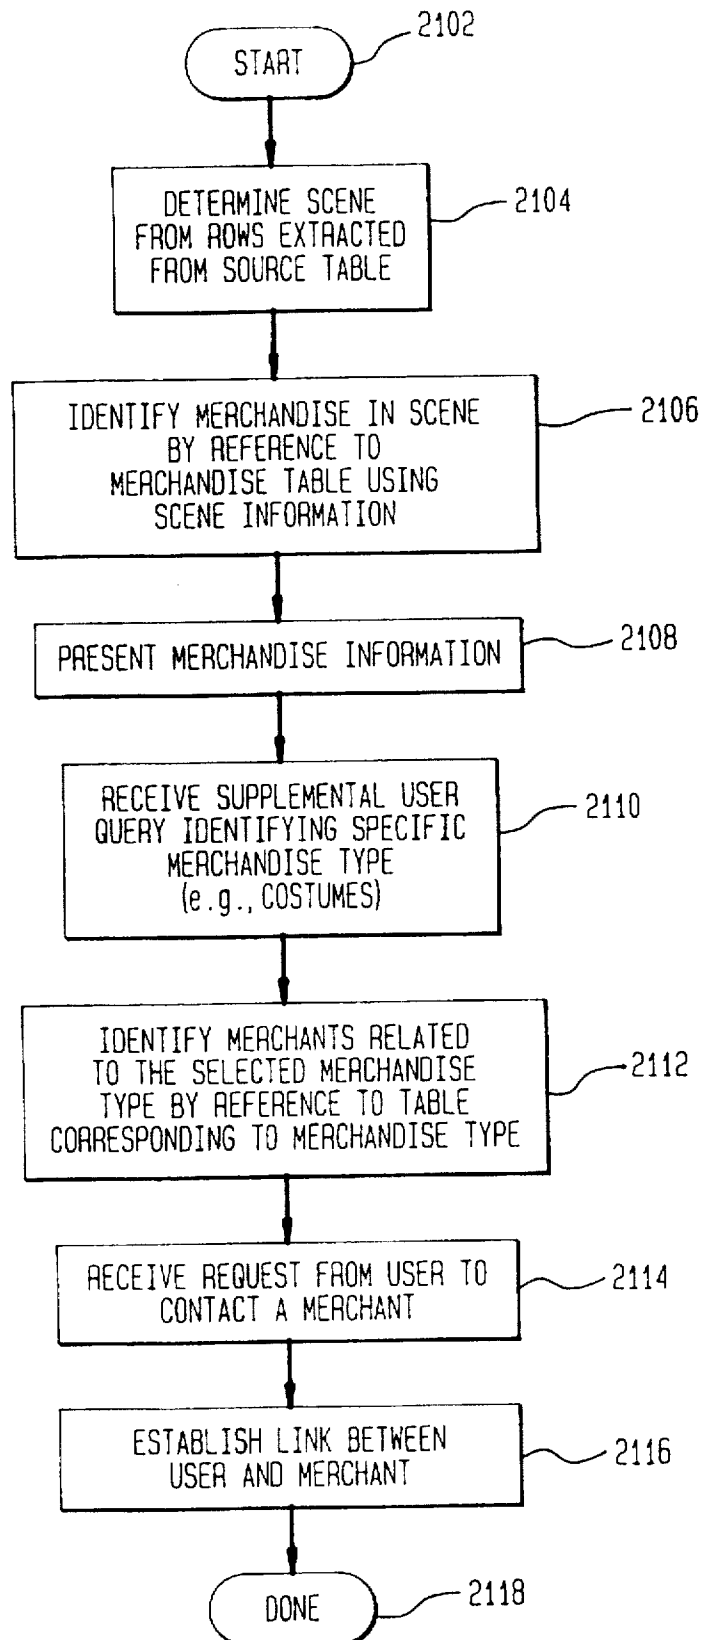 START
2102
DETERMINE SCENE
FROM ROWS EXTRACTED
FROM SOURCE TABLE
2104
IDENTIFY MERCHANDISE IN SCENE
BY REFERENCE TO
MERCHANDISE TABLE USING
SCENE INFORMATION
2106
PRESENT MERCHANDISE INFORMATION
2108
RECEIVE SUPPLEMENTAL USER
QUERY IDENTIFYING SPECIFIC
MERCHANDISE TYPE
(e.g., COSTUMES)
2110
IDENTIFY MERCHANTS RELATED
TO THE SELECTED MERCHANDISE
TYPE BY REFERENCE TO TABLE
CORRESPONDING TO MERCHANDISE TYPE
2112
RECEIVE REQUEST FROM USER TO
CONTACT A MERCHANT
2114
ESTABLISH LINK BETWEEN
USER AND MERCHANT
2116
DONE
2118